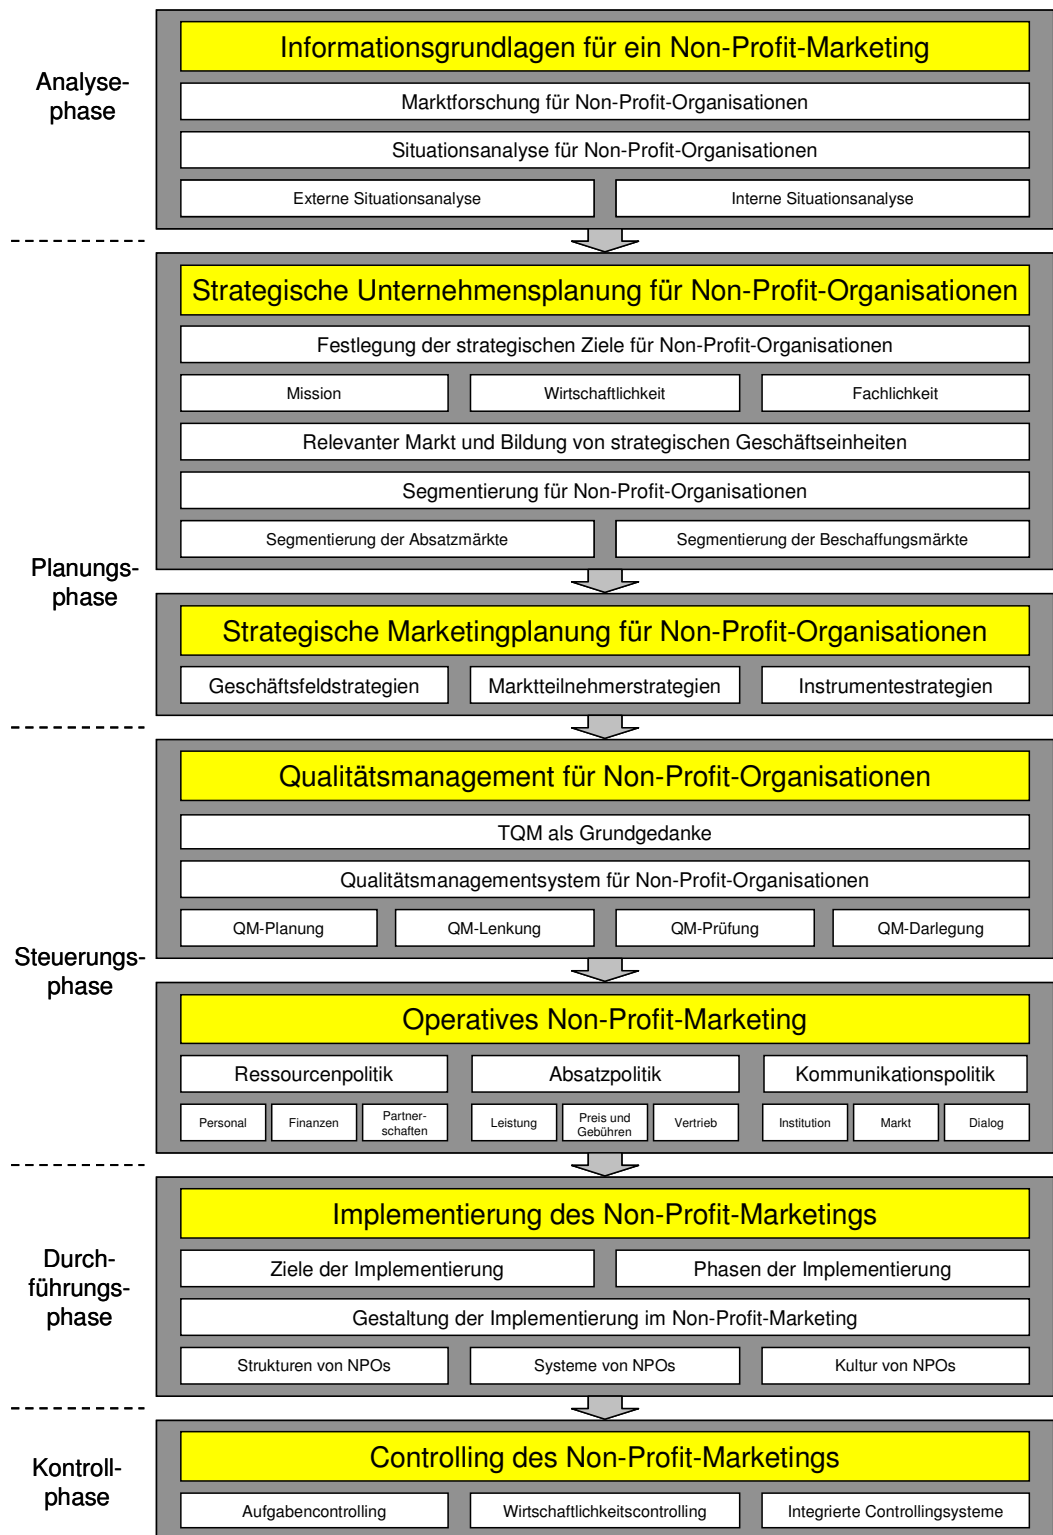 Analyse-
phase
Informationsgrundlagen für ein Non-Profit-Marketing
Marktforschung für Non-Profit-Organisationen
Situationsanalyse für Non-Profit-Organisationen
Externe Situationsanalyse
Interne Situationsanalyse
Planungs-
phase
Strategische Unternehmensplanung für Non-Profit-Organisationen
Festlegung der strategischen Ziele für Non-Profit-Organisationen
Mission
Wirtschaftlichkeit
Fachlichkeit
Relevanter Markt und Bildung von strategischen Geschäftseinheiten
Segmentierung für Non-Profit-Organisationen
Segmentierung der Absatzmärkte
Segmentierung der Beschaffungsmärkte
Strategische Marketingplanung für Non-Profit-Organisationen
Geschäftsfeldstrategien
Marktteilnehmerstrategien
Instrumentestrategien
Steuerungs-
phase
Qualitätsmanagement für Non-Profit-Organisationen
TQM als Grundgedanke
Qualitätsmanagementsystem für Non-Profit-Organisationen
QM-Planung
QM-Lenkung
QM-Prüfung
QM-Darlegung
Operatives Non-Profit-Marketing
Ressourcenpolitik
Absatzpolitik
Kommunikationspolitik
Personal
Finanzen
Partner-
schaften
Leistung
Preis und
Gebühren
Vertrieb
Institution
Markt
Dialog
Durch-
führungs-
phase
Implementierung des Non-Profit-Marketings
Ziele der Implementierung
Phasen der Implementierung
Gestaltung der Implementierung im Non-Profit-Marketing
Strukturen von NPOs
Systeme von NPOs
Kultur von NPOs
Kontroll-
phase
Controlling des Non-Profit-Marketings
Aufgabencontrolling
Wirtschaftlichkeitscontrolling
Integrierte Controllingsysteme